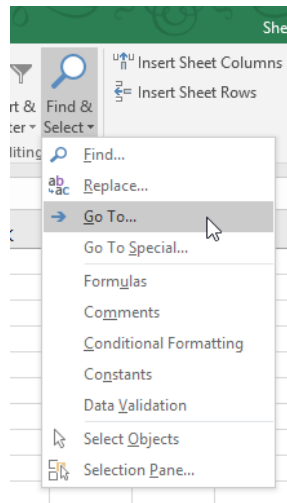 She
Insert Sheet Columns
Insert Sheet Rows
rt &
ter
Find &
Select
liting
Find...
Replace...
Go To...
Go To Special...
Formulas
Comments
Conditional Formatting
Constants
Data Validation
Select Objects
Selection Pane...